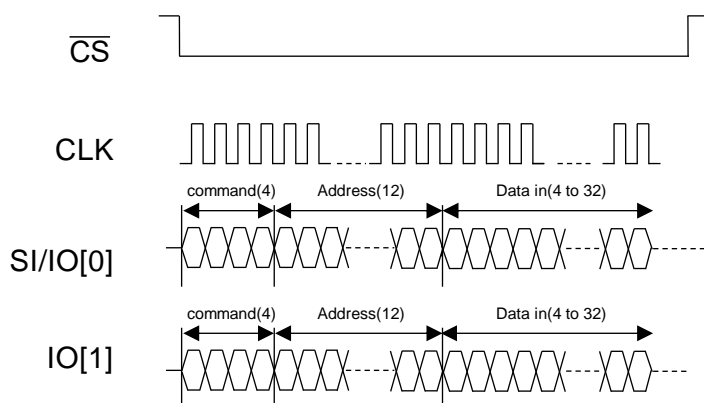 CS
CLK
command(4) Address(12) Data in(4 to 32)
SI/IO[0]
command(4) Address(12) Data in(4 to 32)
IO[1]